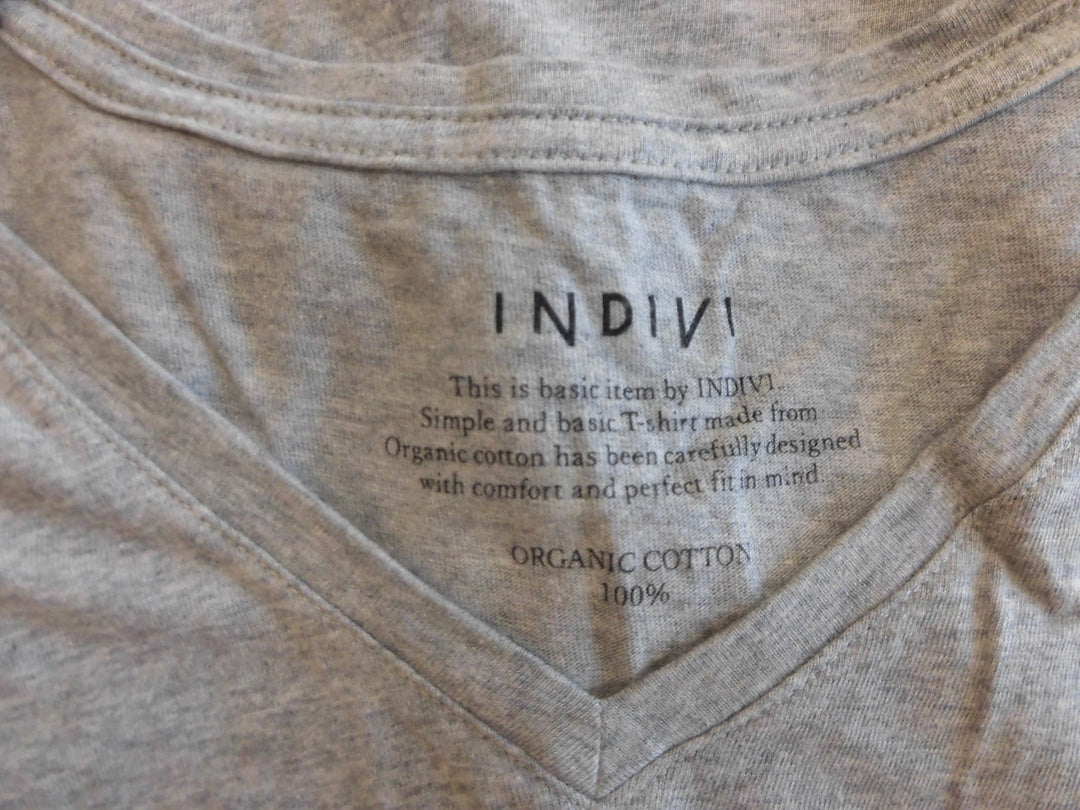 INDIVI
This is basic item by INDIVI.
Simple and basic T-shirt made from
Organic cotton has been carefully designed
with comfort and perfect fit in mind.
ORGANIC COTTON
100%